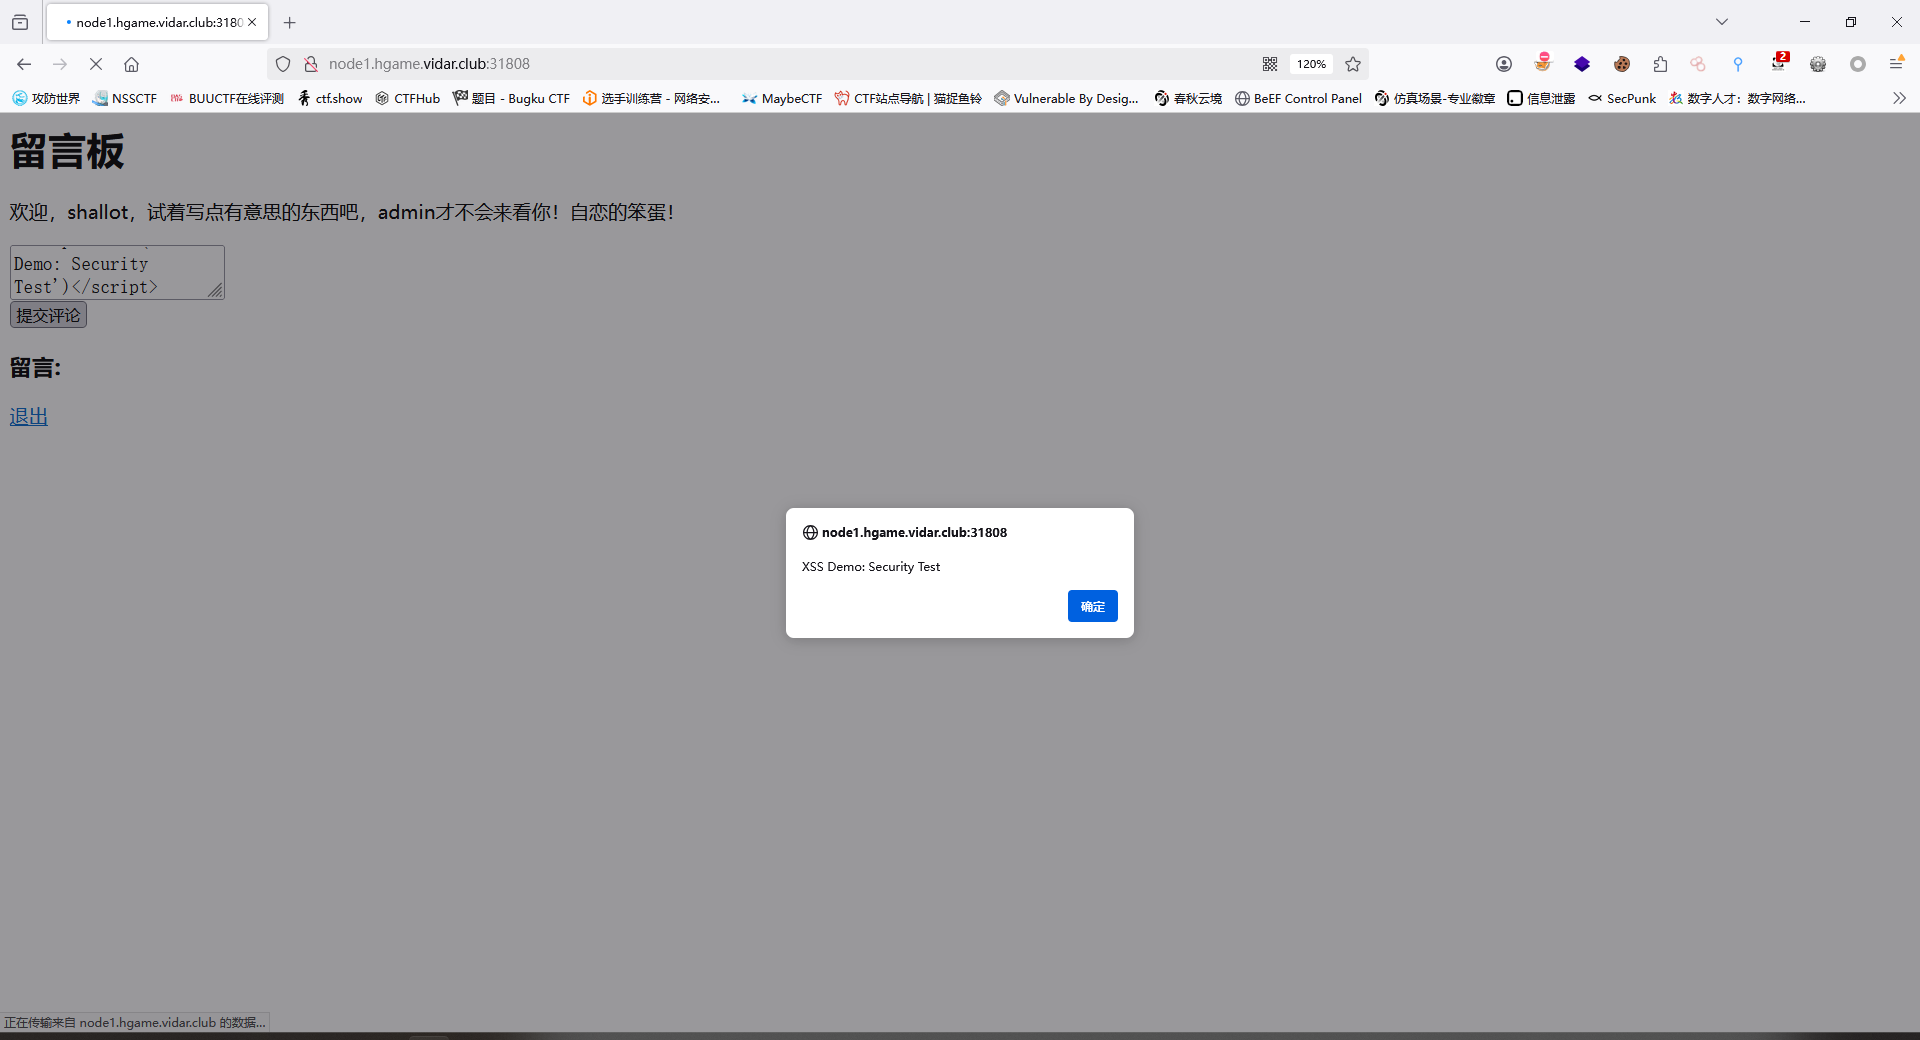 node1.hgame.vidar.club:3180
node1.hgame.vidar.club:31808
120%
2
攻防世界
NSSCTF
BUUCTF在线评测
ctf.show
CTFHub
题目 - Bugku CTF
选手训练营 - 网络安...
MaybeCTF
CTF站点导航 | 猫捉鱼铃
Vulnerable By Desig...
春秋云境
BeEF Control Panel
仿真场景-专业徽章
信息泄露
SecPunk
数字人才：数字网络...
留言板
欢迎，shallot，试着写点有意思的东西吧，admin才不会来看你！自恋的笨蛋！
Demo: Security
Test')</script>
提交评论
留言:
退出
node1.hgame.vidar.club:31808
XSS Demo: Security Test
确定
正在传输来自 node1.hgame.vidar.club 的数据...